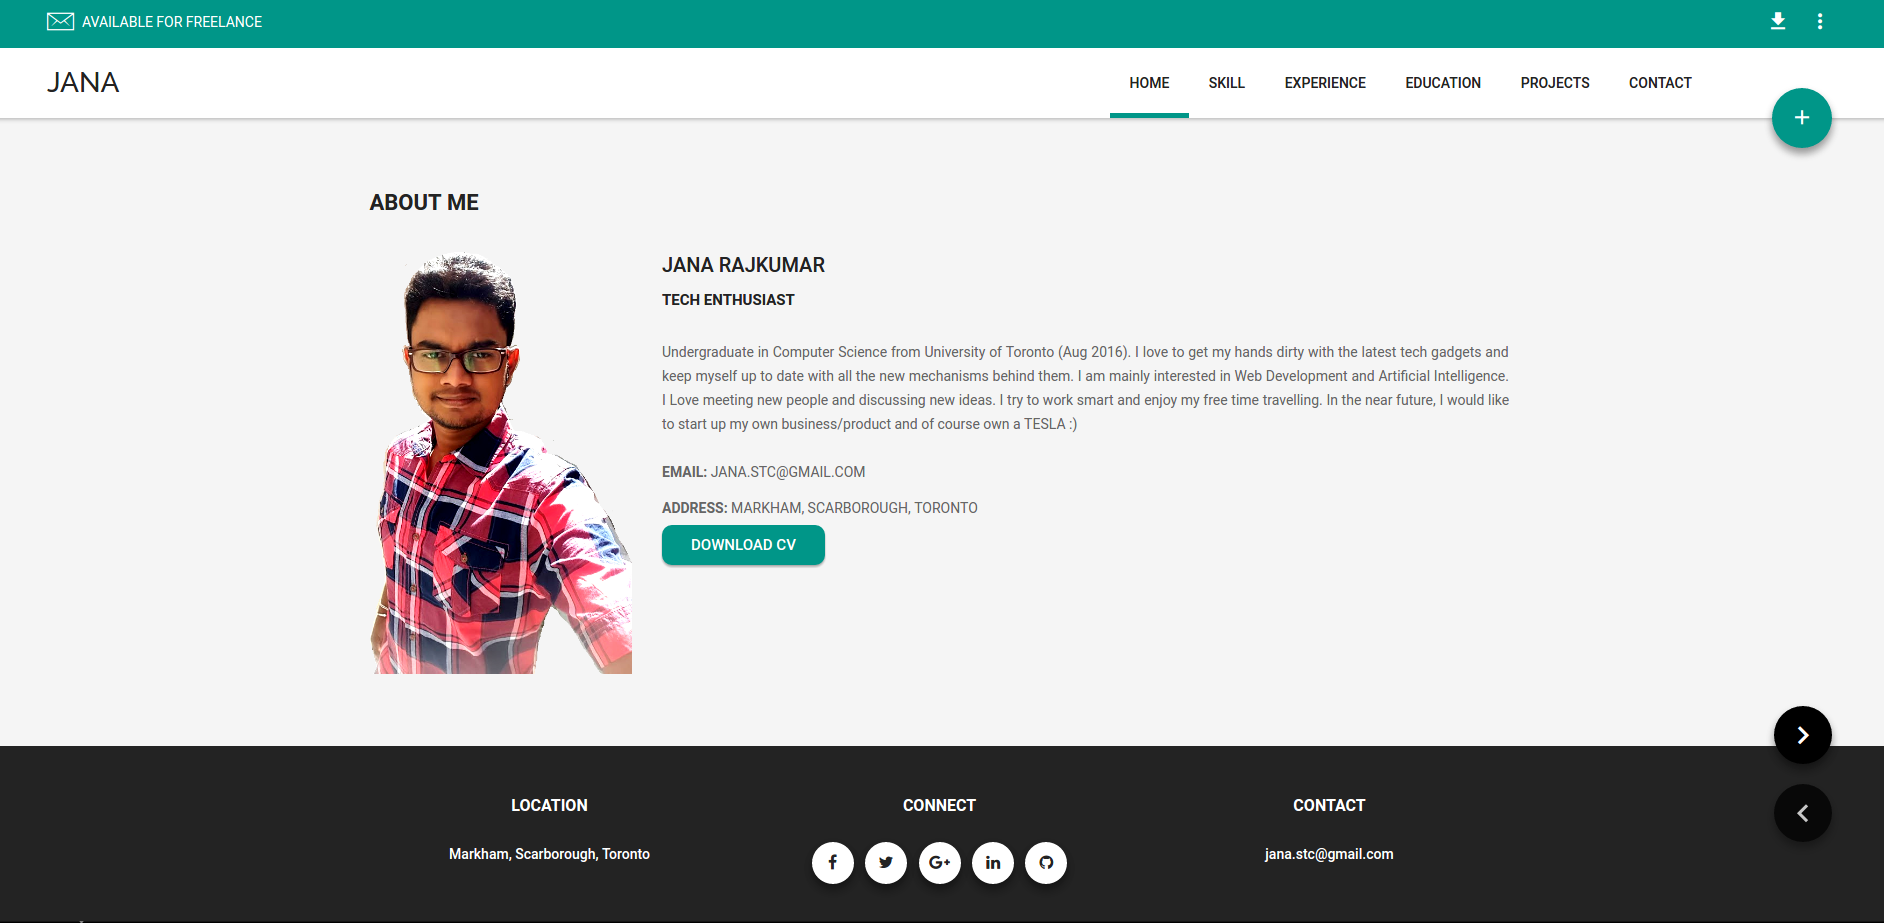 AVAILABLE FOR FREELANCE
JANA
HOME SKILL EXPERIENCE EDUCATION PROJECTS CONTACT
+
ABOUT ME
JANA RAJKUMAR
TECH ENTHUSIAST
Undergraduate in Computer Science from University of Toronto (Aug 2016). I love to get my hands dirty with the latest tech gadgets and
keep myself up to date with all the new mechanisms behind them. I am mainly interested in Web Development and Artificial Intelligence.
I Love meeting new people and discussing new ideas. I try to work smart and enjoy my free time travelling. In the near future, I would like
to start up my own business/product and of course own a TESLA :)
EMAIL: JANA.STC@GMAIL.COM
ADDRESS: MARKHAM, SCARBOROUGH, TORONTO
DOWNLOAD CV
LOCATION
Markham, Scarborough, Toronto
CONNECT
CONTACT
jana.stc@gmail.com